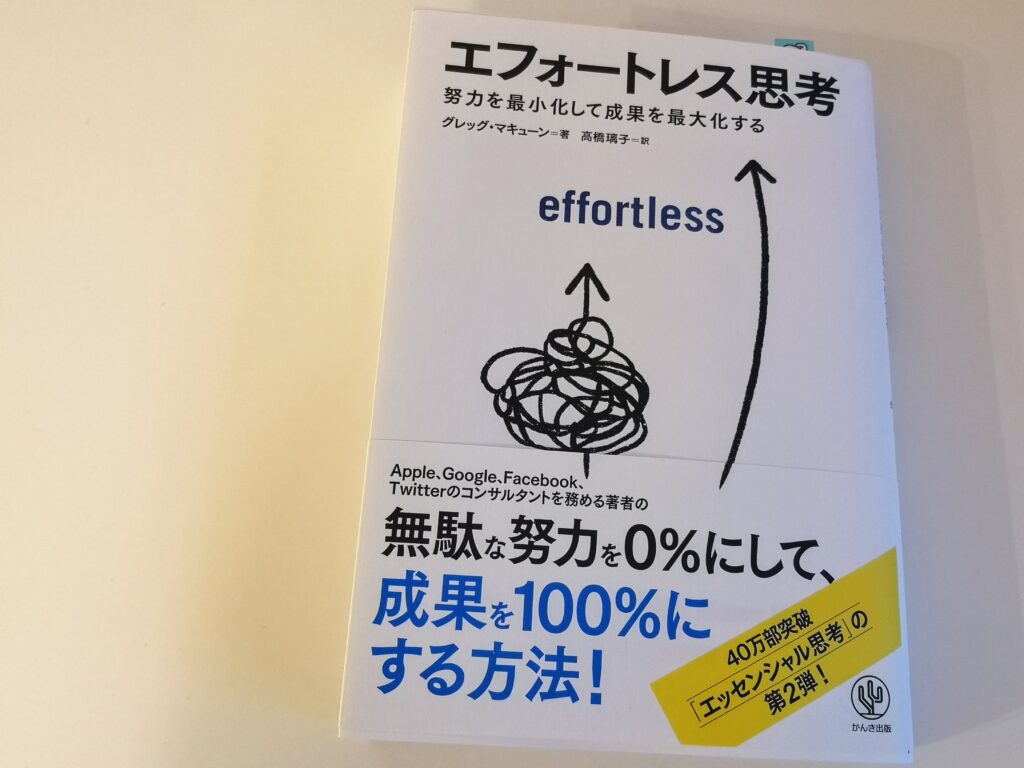 エフォートレス思考
努力を最小化して成果を最大化する
グレッグ・マキューン=著 高橋璃子=訳
effortless
Apple、Google、Facebook、
Twitterのコンサルタントを務める著者の
無駄な努力を0%にして、
成果を100%に
する方法!
40万部突破
「エッセンシャル思考」の
第2弾!
かんき出版